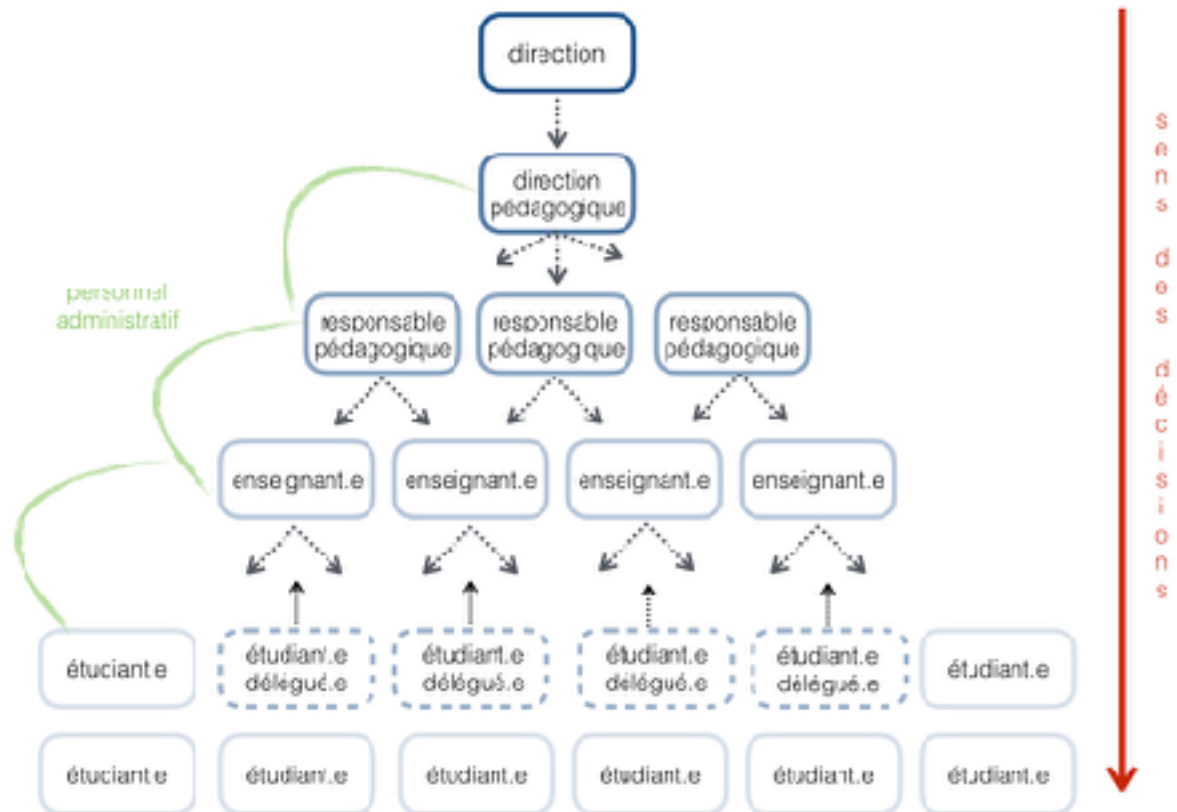 direction
direction
pédagogique
personnel
administratif
responsable
pédagogique
responsable
pédagogique
responsable
pédagogique
enseignant.e
enseignant.e
enseignant.e
enseignant.e
étudiant.e
étudiant.e
délégué.e
étudiant.e
délégué.e
étudiant.e
délégué.e
étudiant.e
délégué.e
étudiant.e
étudiant.e
étudiant.e
étudiant.e
étudiant.e
étudiant.e
étudiant.e
sens des décisions